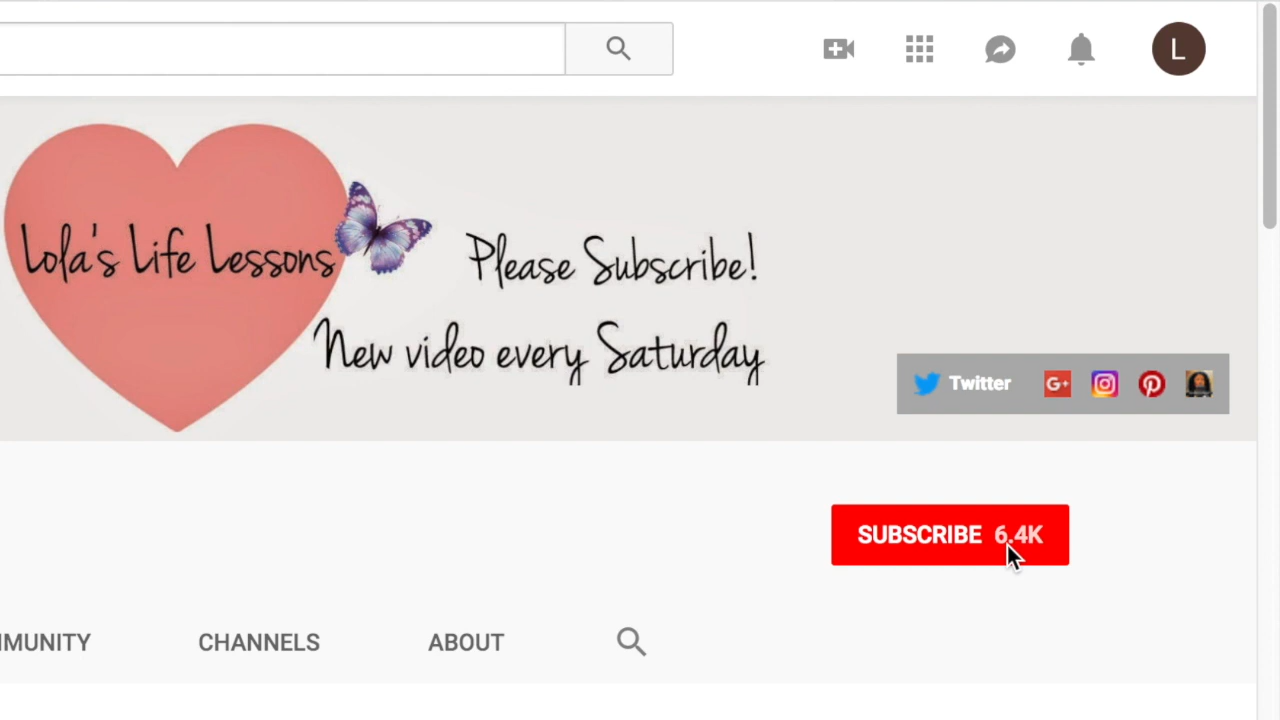 L
Lola's Life Lessons
Please Subscribe!
New video every Saturday
Twitter
G+
SUBSCRIBE 6.4K
MUNITY CHANNELS ABOUT